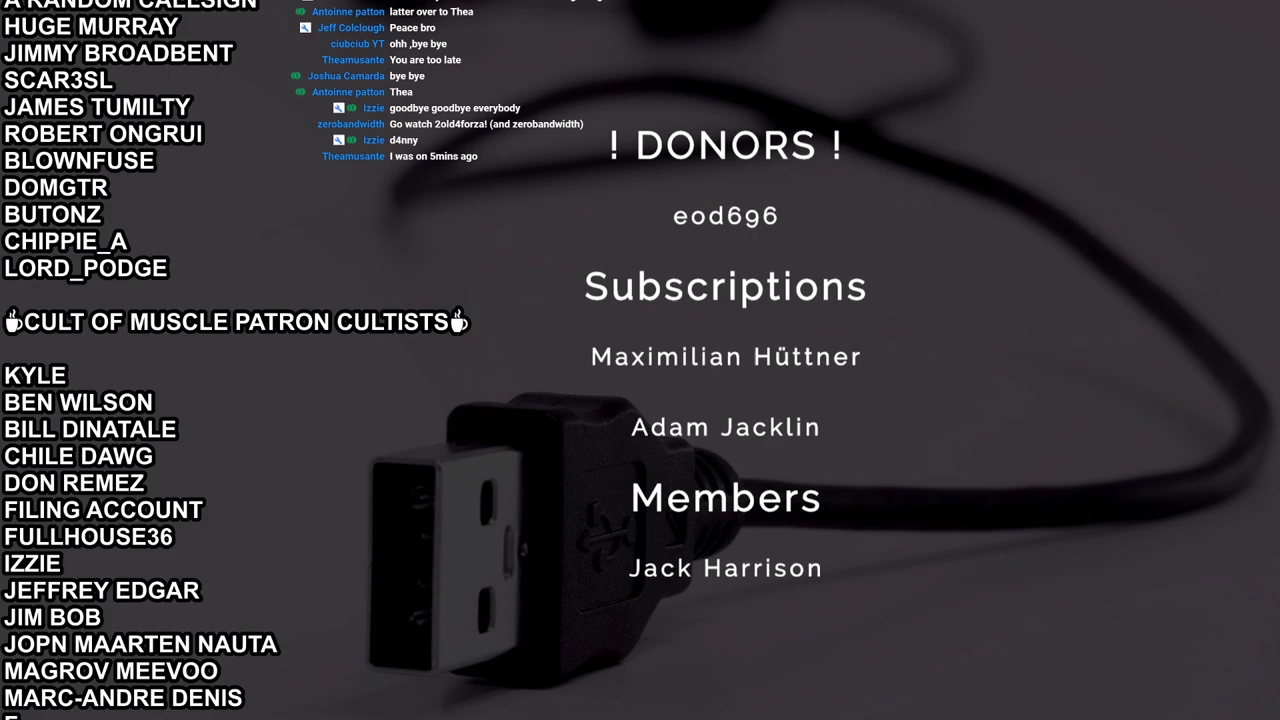 A RANDOM CALLSIGN
HUGE MURRAY
JIMMY BROADBENT
SCAR3SL
JAMES TUMILTY
ROBERT ONGRUI
BLOWNFUSE
DOMGTR
BUTONZ
CHIPPIE_A
LORD_PODGE
☕CULT OF MUSCLE PATRON CULTISTS☕
KYLE
BEN WILSON
BILL DINATALE
CHILE DAWG
DON REMEZ
FILING ACCOUNT
FULLHOUSE36
IZZIE
JEFFREY EDGAR
JIM BOB
JOPN MAARTEN NAUTA
MAGROV MEEVOO
MARC-ANDRE DENIS
Antoinne patton latter over to Thea
Jeff Colclough Peace bro
ciubciub YT ohh ,bye bye
Theamusante You are too late
Joshua Camarda bye bye
Antoinne patton Thea
Izzie goodbye goodbye everybody
zerobandwidth Go watch 2old4forza! (and zerobandwidth)
Izzie d4nny
Theamusante I was on 5mins ago
! DONORS !
eod696
Subscriptions
Maximilian Hüttner
Adam Jacklin
Members
Jack Harrison